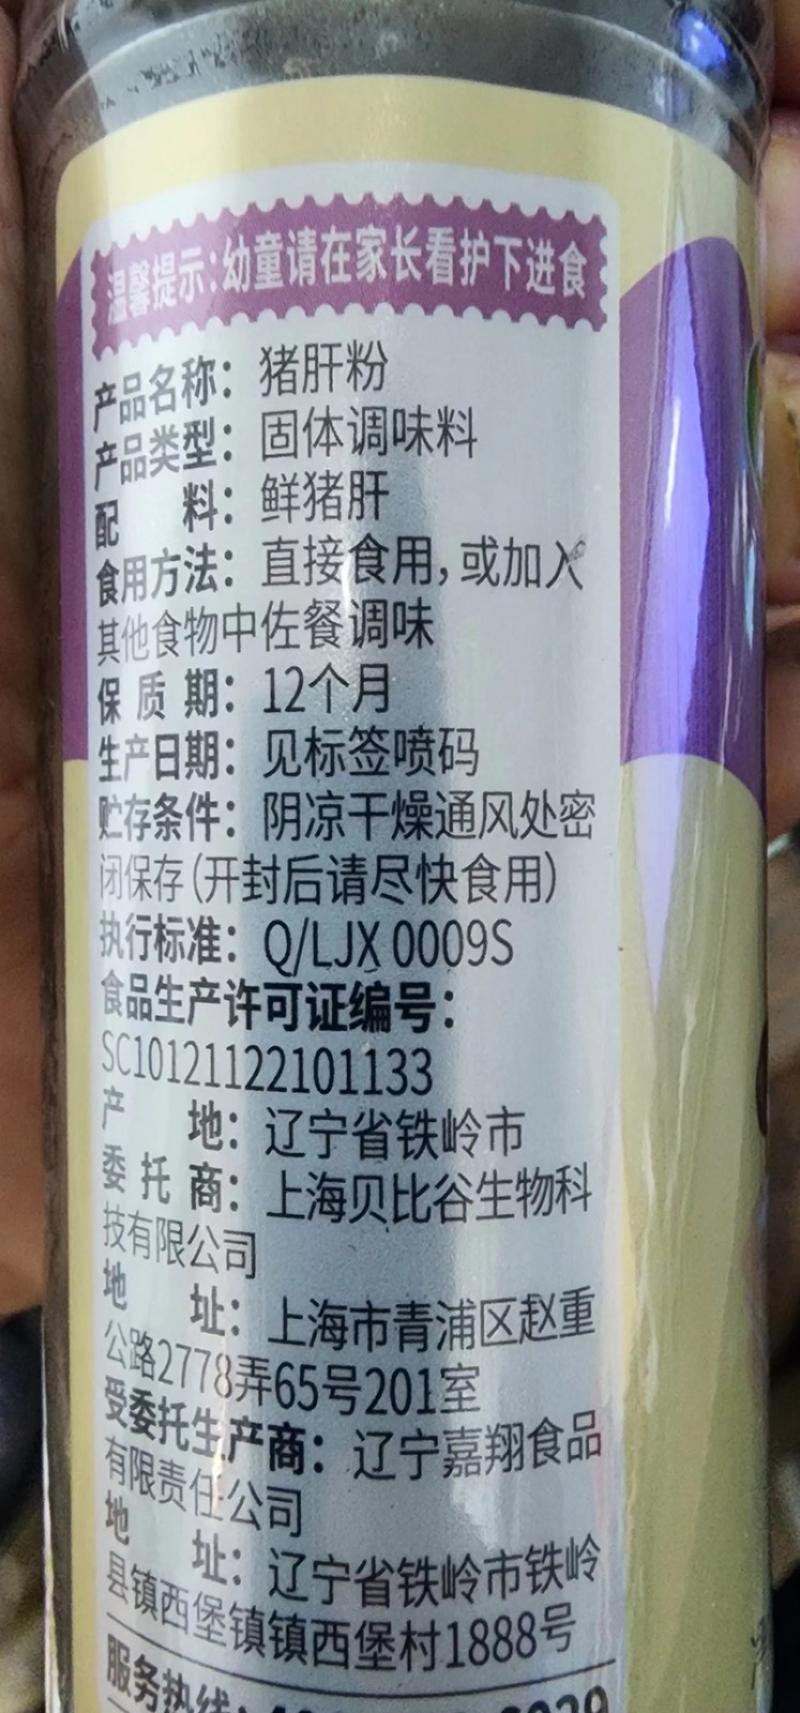 温馨提示:幼童请在家长看护下进食
产品名称：猪肝粉
产品类型：固体调味料
配 料：鲜猪肝
食用方法：直接食用,或加入
其他食物中佐餐调味
保 质 期：12个月
生产日期：见标签喷码
贮存条件：阴凉干燥通风处密
闭保存(开封后请尽快食用)
执行标准：Q/LJX 0009S
食品生产许可证编号：
SC10121122101133
产 地：辽宁省铁岭市
委 托 商：上海贝比谷生物科
技有限公司
地 址：上海市青浦区赵重
公路2778弄65号201室
受委托生产商：辽宁嘉翔食品
有限责任公司
地 址：辽宁省铁岭市铁岭
县镇西堡镇镇西堡村1888号
服务热线: